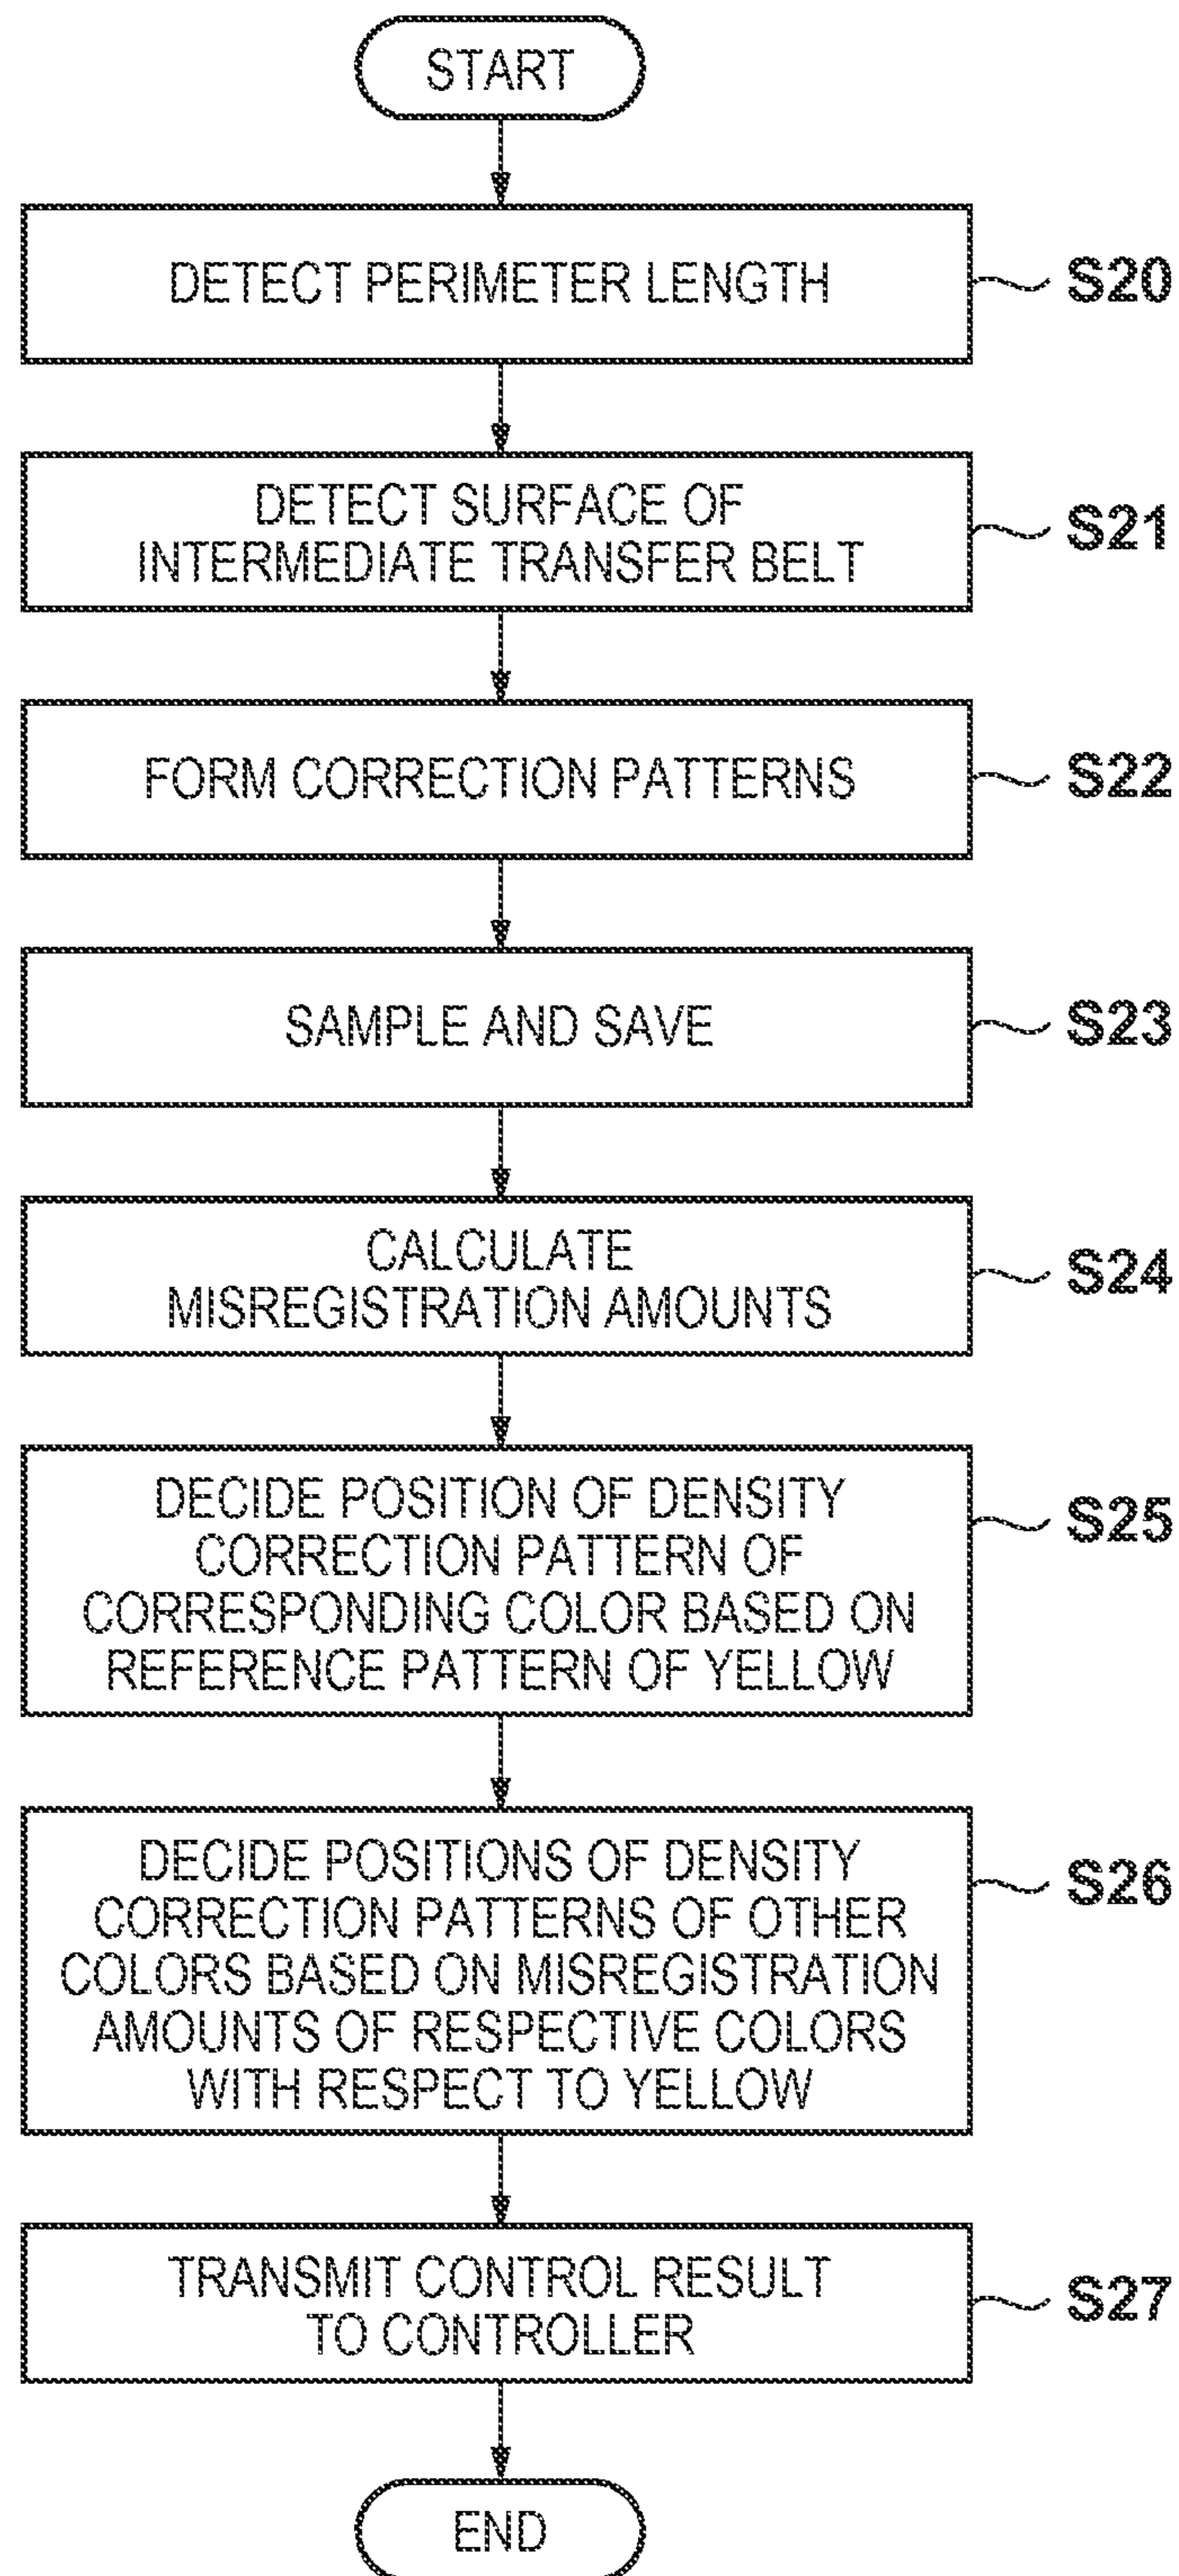 START
DETECT PERIMETER LENGTH
S20
DETECT SURFACE OF
INTERMEDIATE TRANSFER BELT
S21
FORM CORRECTION PATTERNS
S22
SAMPLE AND SAVE
S23
CALCULATE
MISREGISTRATION AMOUNTS
S24
DECIDE POSITION OF DENSITY
CORRECTION PATTERN OF
CORRESPONDING COLOR BASED ON
REFERENCE PATTERN OF YELLOW
S25
DECIDE POSITIONS OF DENSITY
CORRECTION PATTERNS OF OTHER
COLORS BASED ON MISREGISTRATION
AMOUNTS OF RESPECTIVE COLORS
WITH RESPECT TO YELLOW
S26
TRANSMIT CONTROL RESULT
TO CONTROLLER
S27
END